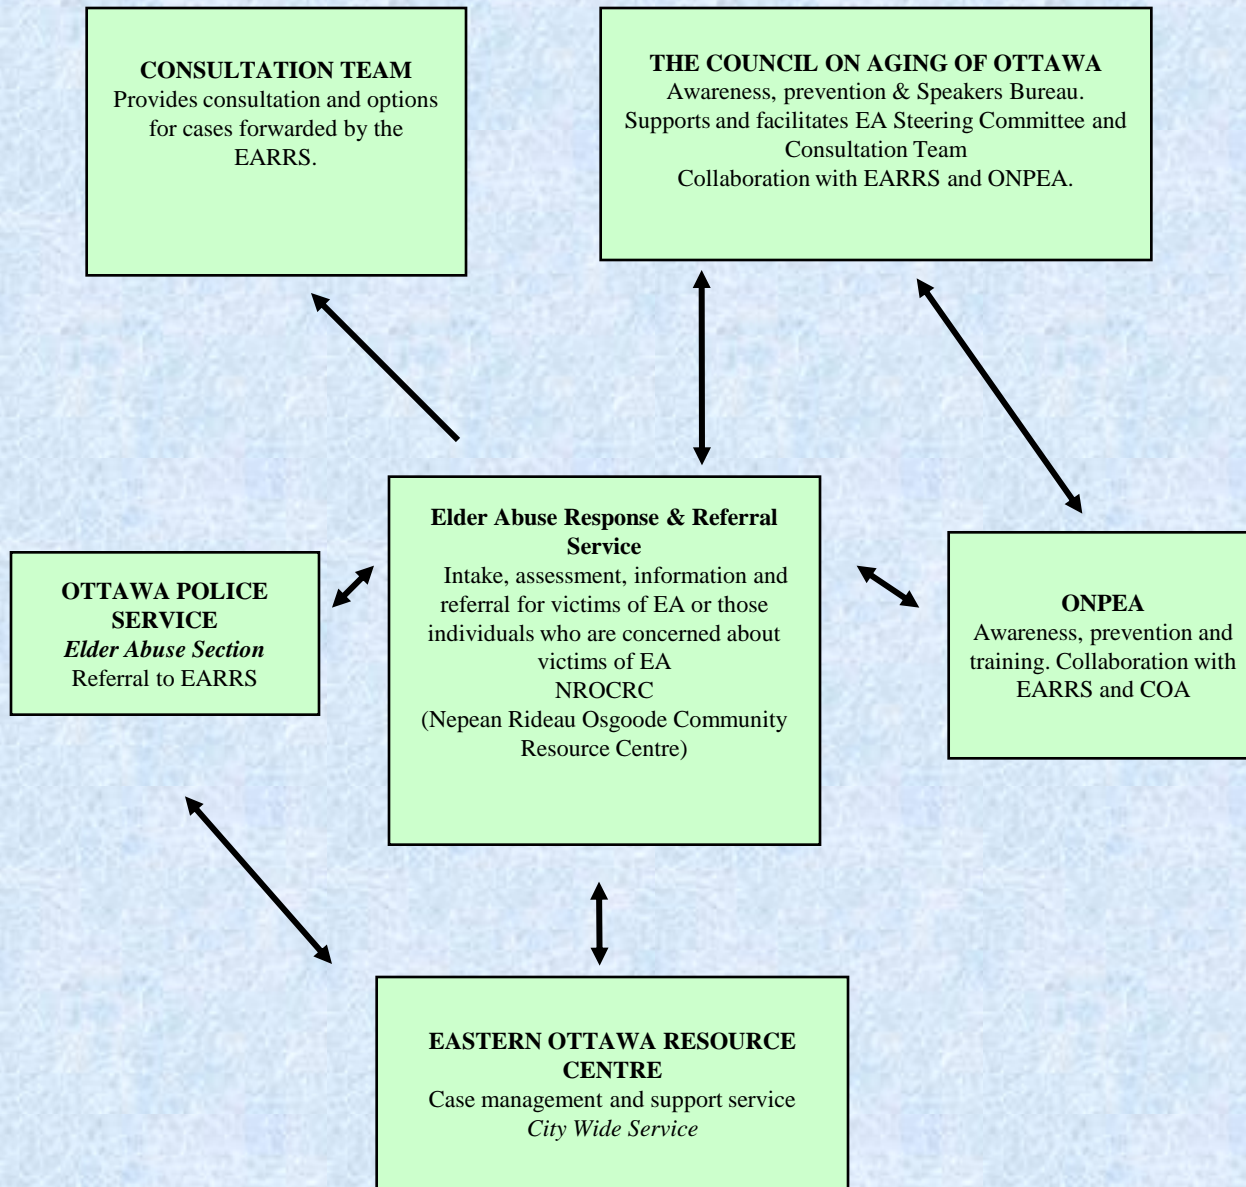 CONSULTATION TEAM
Provides consultation and options
for cases forwarded by the
EARRS.
THE COUNCIL ON AGING OF OTTAWA
Awareness, prevention & Speakers Bureau.
Supports and facilitates EA Steering Committee and
Consultation Team
Collaboration with EARRS and ONPEA.
Elder Abuse Response & Referral
Service
Intake, assessment, information and
referral for victims of EA or those
individuals who are concerned about
victims of EA
NROCRC
(Nepean Rideau Osgoode Community
Resource Centre)
OTTAWA POLICE
SERVICE
Elder Abuse Section
Referral to EARRS
ONPEA
Awareness, prevention and
training. Collaboration with
EARRS and COA
EASTERN OTTAWA RESOURCE
CENTRE
Case management and support service
City Wide Service